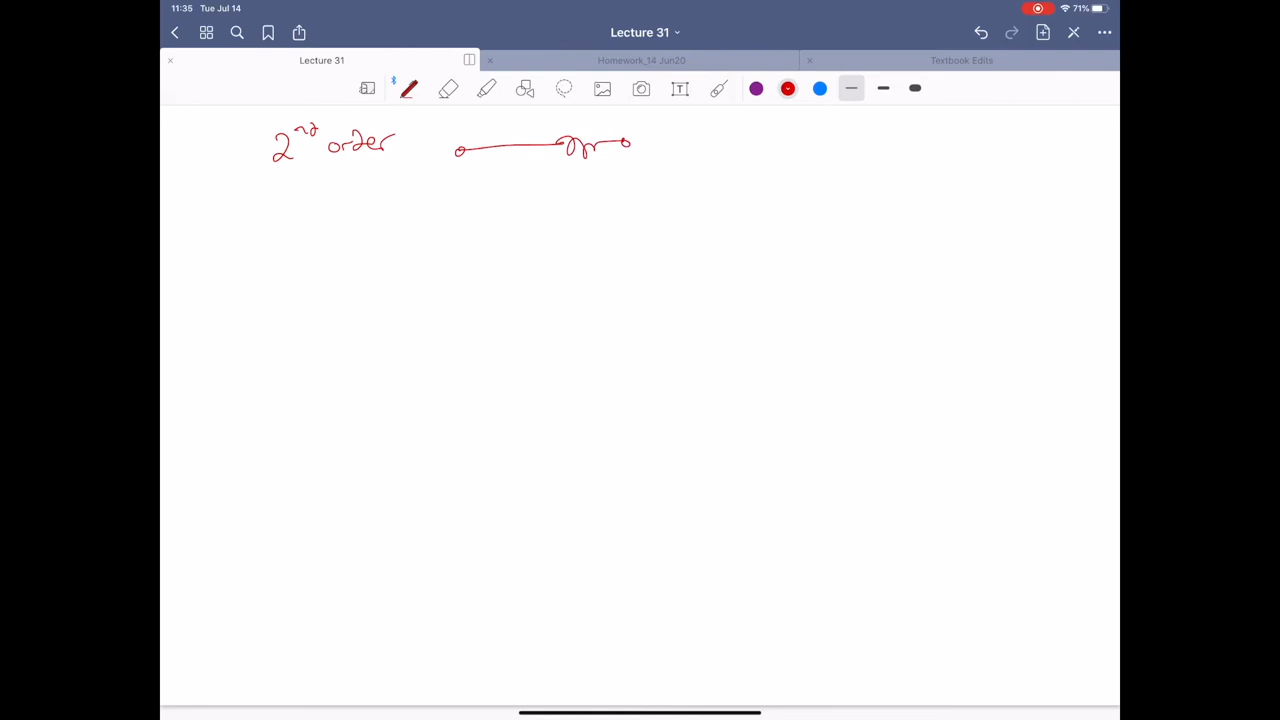 11:35 Tue Jul 14 71%
Lecture 31
Lecture 31 Homework_14 Jun20 Textbook Edits
T
2nd order